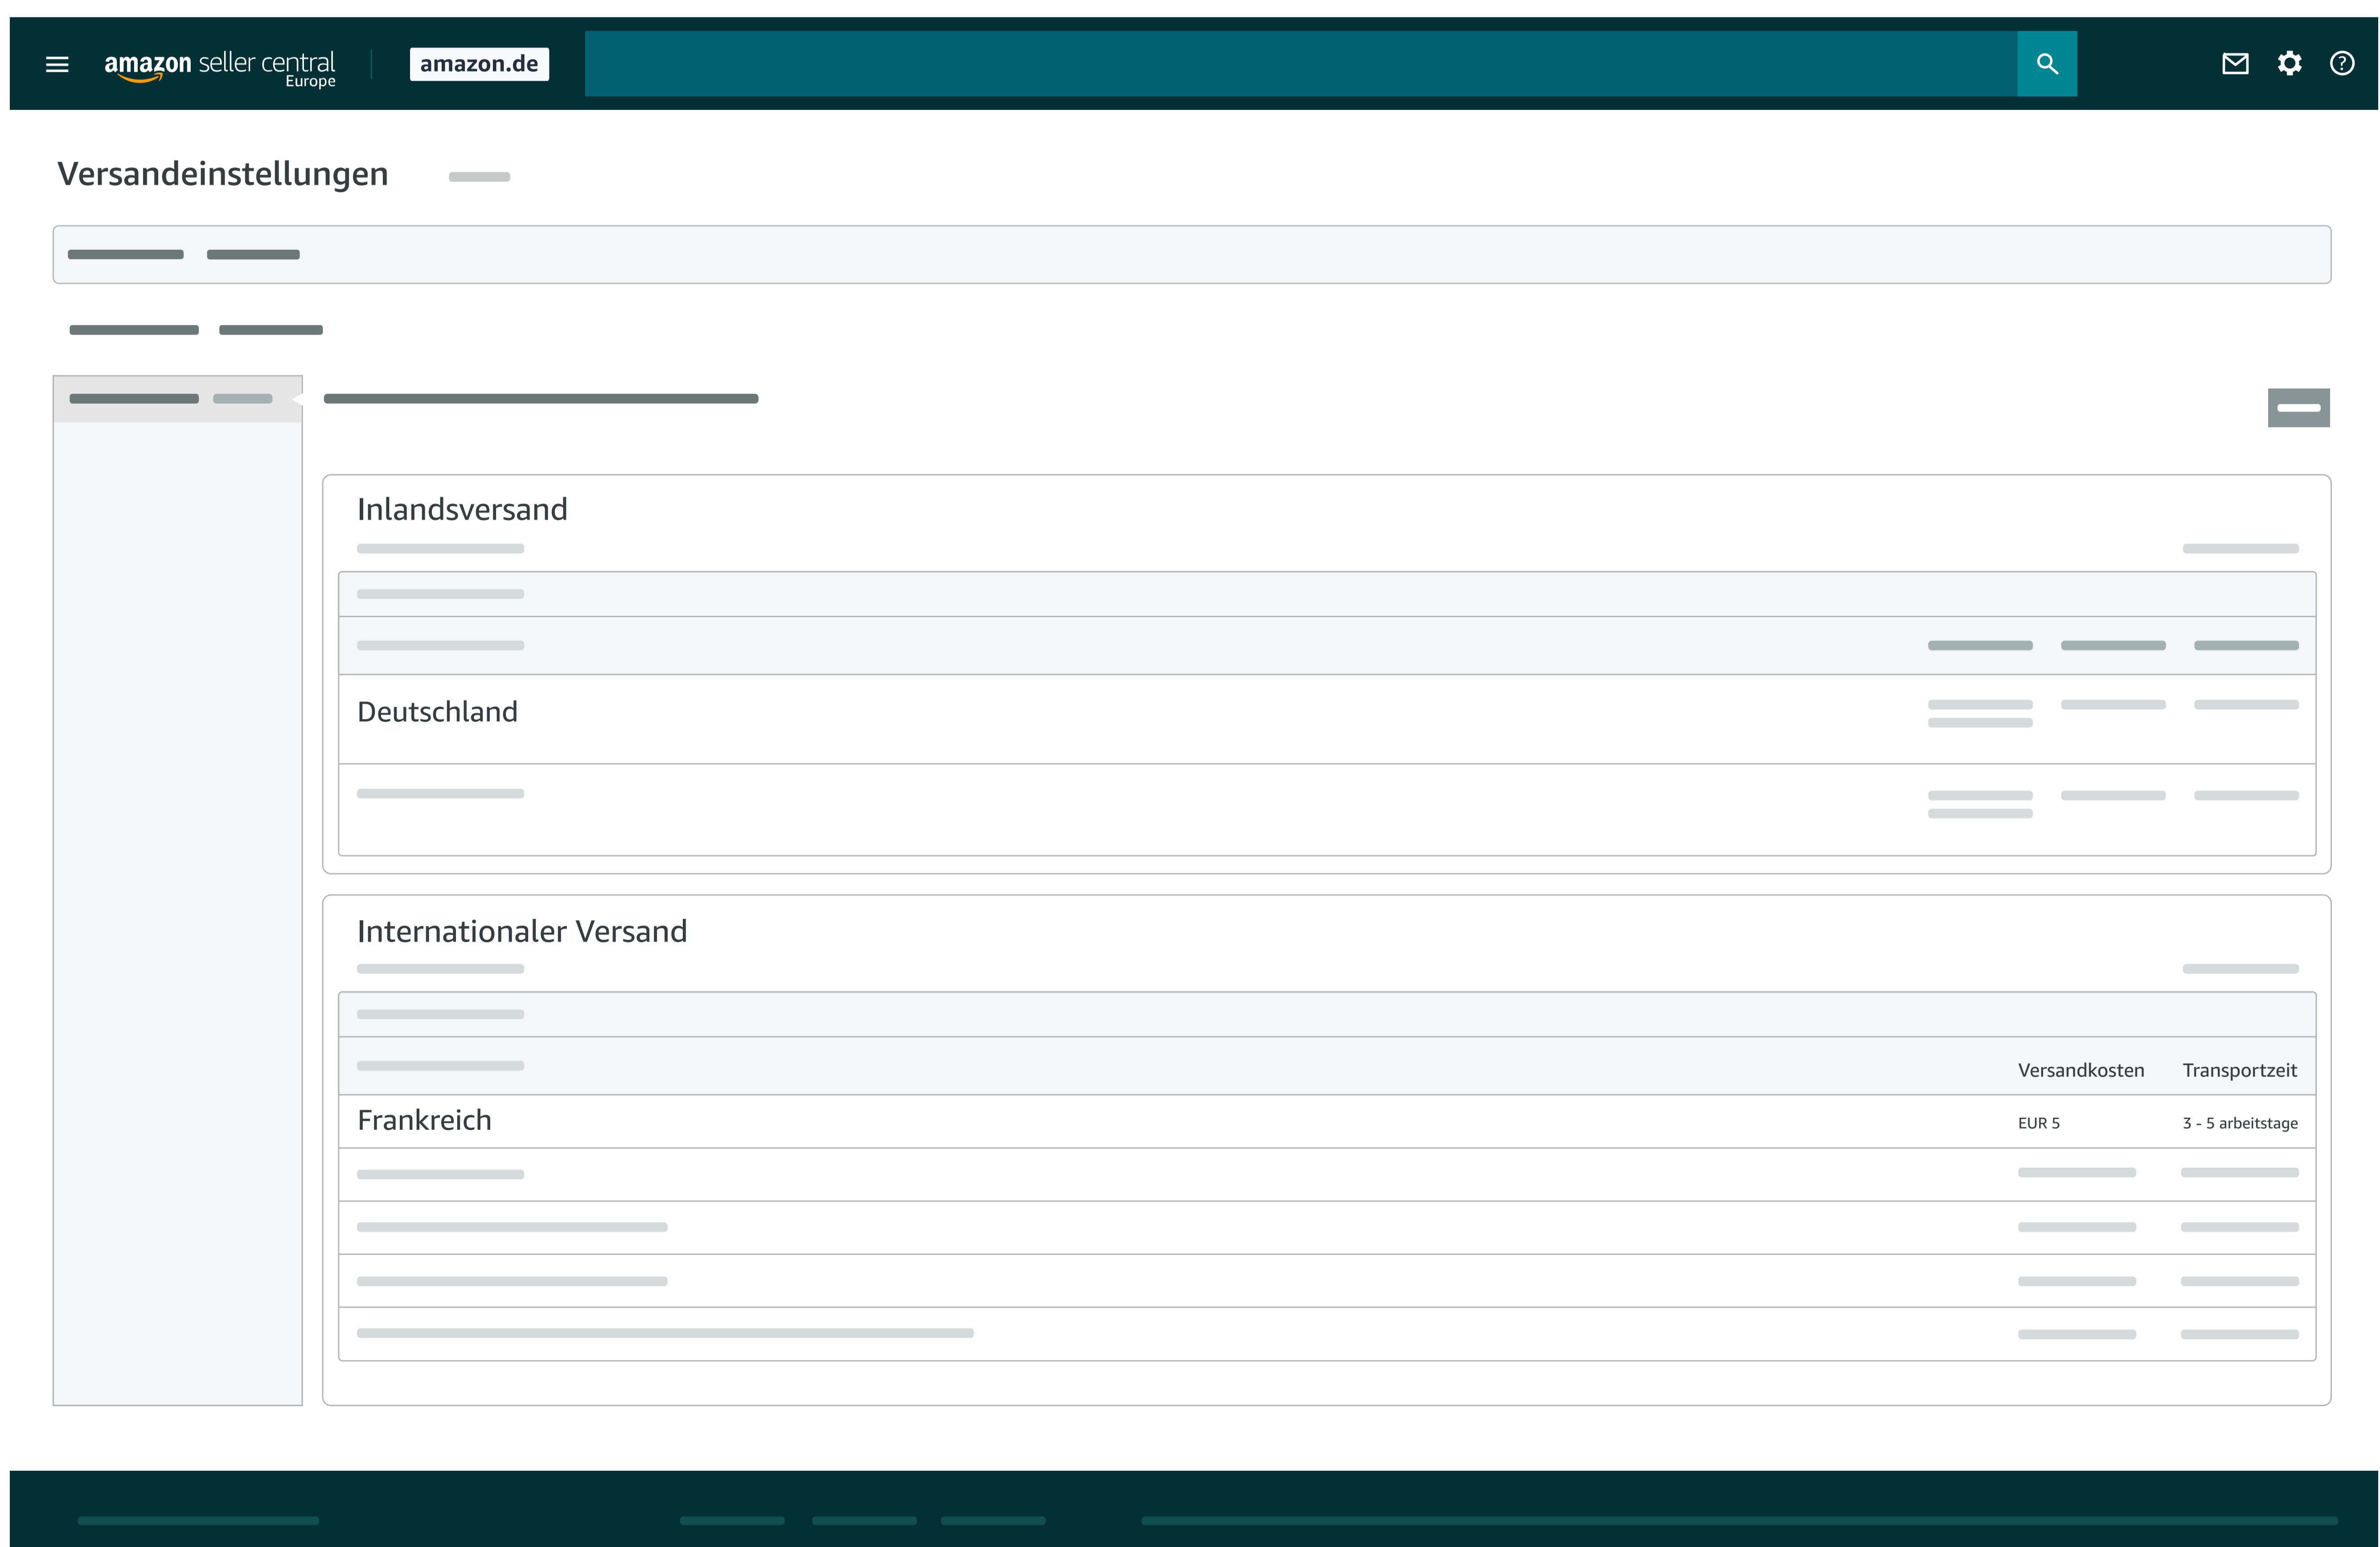 amazon seller central
Europe
amazon.de
Versandeinstellungen
Inlandsversand
Deutschland
Internationaler Versand
Versandkosten Transportzeit
Frankreich EUR 5 3 - 5 arbeitstage